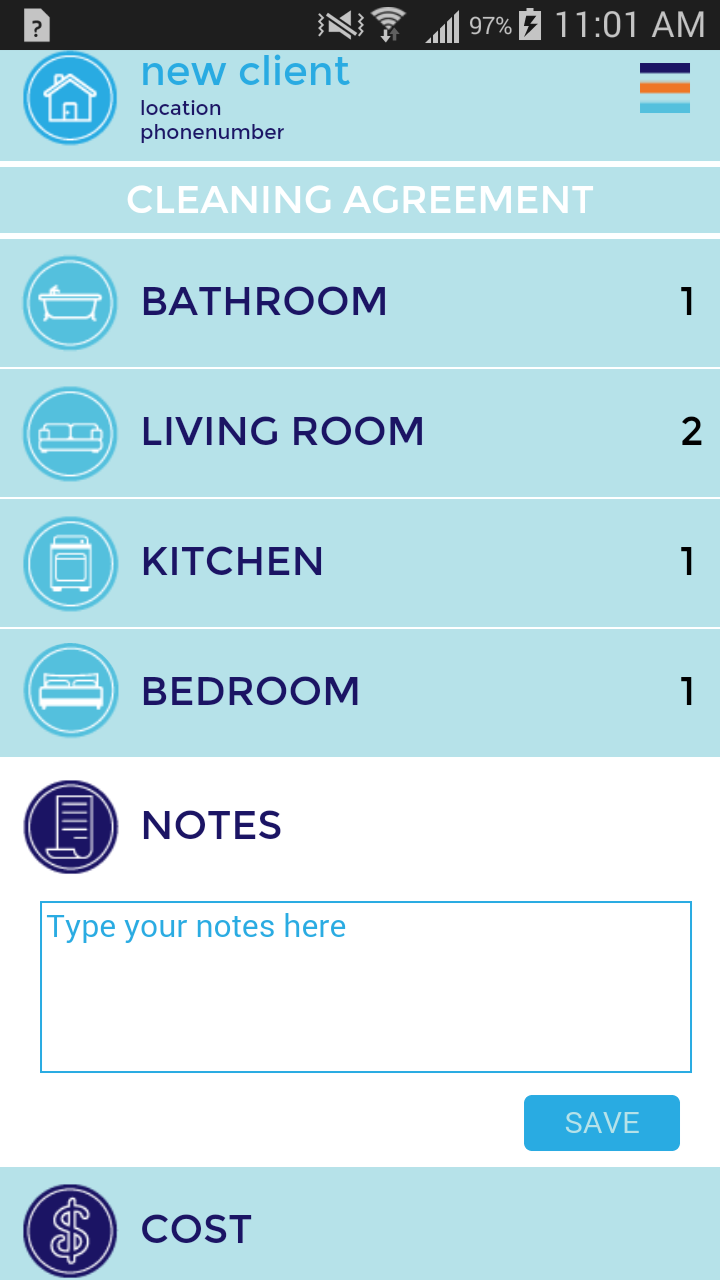 97% 11:01 AM
new client
location
phonenumber
CLEANING AGREEMENT
BATHROOM 1
LIVING ROOM 2
KITCHEN 1
BEDROOM 1
NOTES
Type your notes here
SAVE
COST